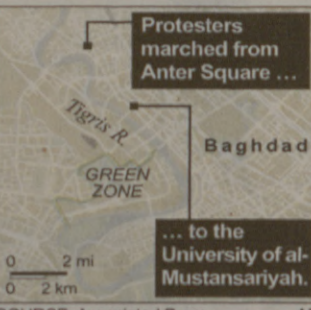 Protesters
marched from
Anter Square ...
Tigris R.
Baghdad
GREEN
ZONE
... to the
University of al-
Mustansariyah.
0 2 mi
0 2 km